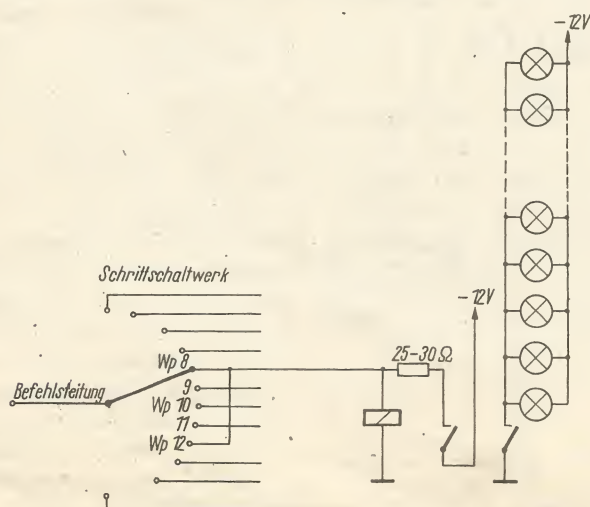 -12V
Schrittschaltwerk
-12V
Wp 8
25-30 Ω
Befehlsleitung
9
Wp 10
11
Wp 12